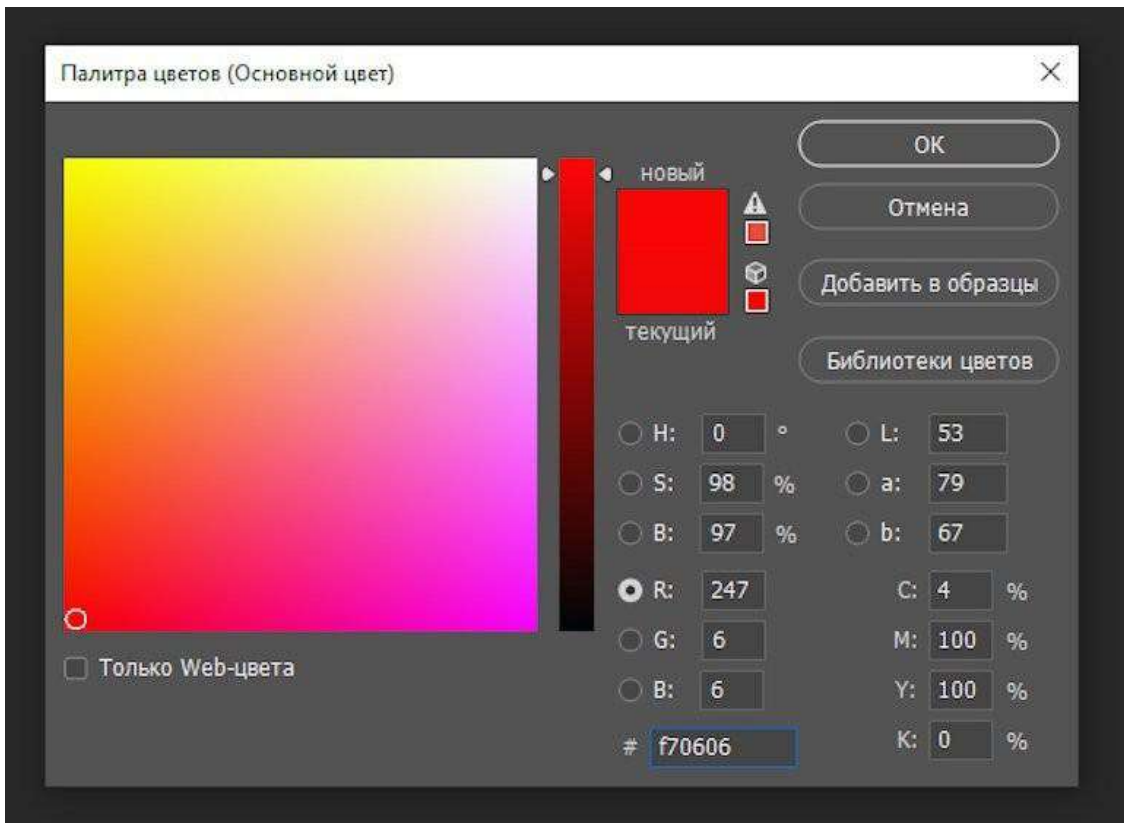 Палитра цветов (Основной цвет)
новый
текущий
ОК
Отмена
Добавить в образцы
Библиотеки цветов
H: 0 °
S: 98 %
B: 97 %
R: 247
G: 6
B: 6
# f70606
L: 53
a: 79
b: 67
C: 4 %
M: 100 %
Y: 100 %
K: 0 %
Только Web-цвета